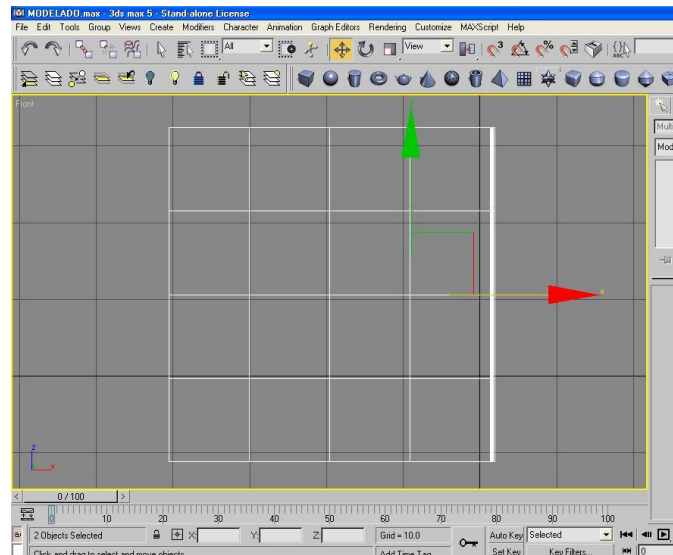 MODELADO.max - 3ds max 5 - Stand-alone License
File Edit Tools Group Views Create Modifiers Character Animation Graph Editors Rendering Customize MAXScript Help
All
View
3
%
ABC
Front
y
x
z
x
Mod
0 / 100
10 20 30 40 50 60 70 80 90 100
2 Objects Selected X: Y: Z: Grid = 10.0 Auto Key Selected
Click and drag to select and move objects Add Time Tag Set Key Key Filters... 0